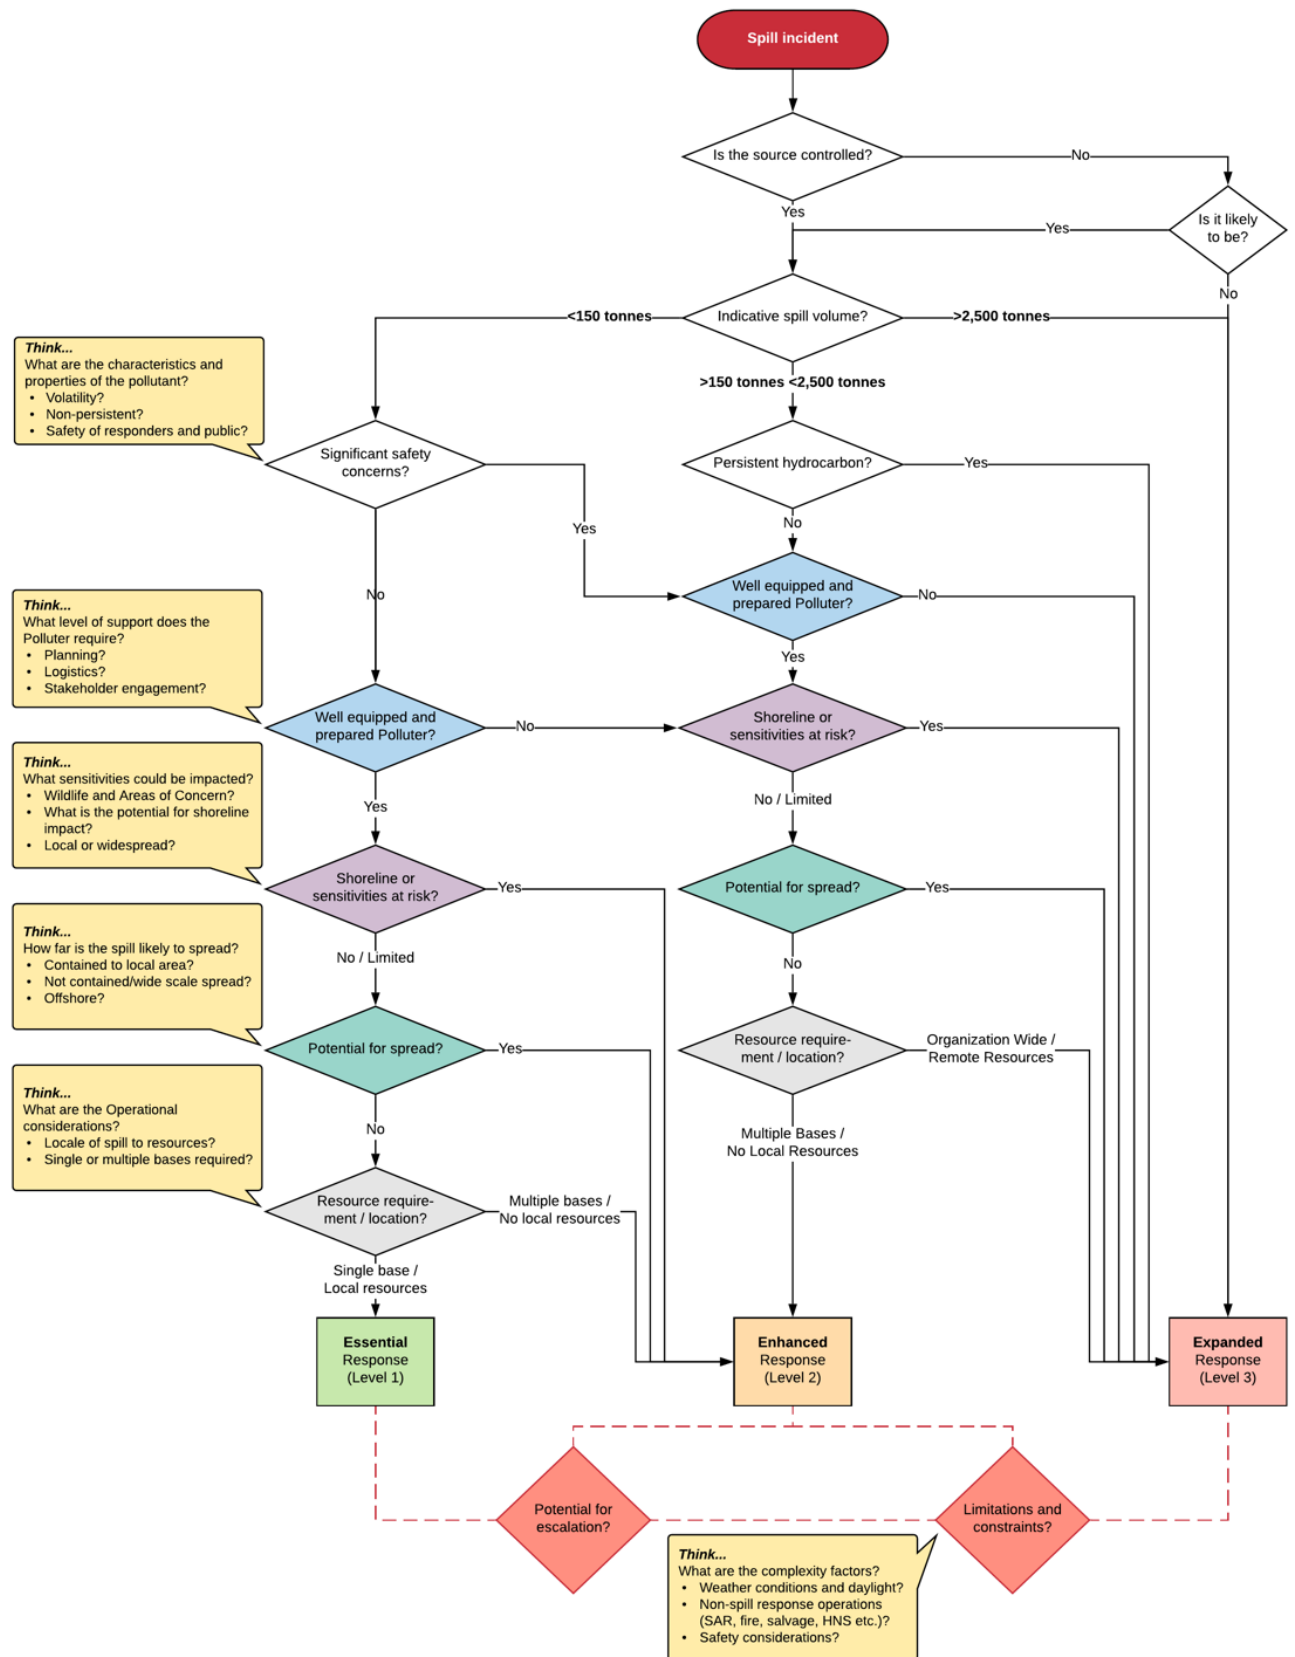 Spill incident
Is the source controlled?
No
Yes
Is it likely
to be?
Yes
No
Indicative spill volume?
<150 tonnes
>2,500 tonnes
>150 tonnes <2,500 tonnes
Think...
What are the characteristics and
properties of the pollutant?
• Volatility?
• Non-persistent?
• Safety of responders and public?
Significant safety
concerns?
Yes
No
Persistent hydrocarbon?
Yes
No
Well equipped and
prepared Polluter?
No
Yes
Think...
What level of support does the
Polluter require?
• Planning?
• Logistics?
• Stakeholder engagement?
Well equipped and
prepared Polluter?
No
Yes
Shoreline or
sensitivities at risk?
Yes
No / Limited
Think...
What sensitivities could be impacted?
• Wildlife and Areas of Concern?
• What is the potential for shoreline
impact?
• Local or widespread?
Shoreline or
sensitivities at risk?
Yes
No / Limited
Potential for spread?
Yes
No
Think...
How far is the spill likely to spread?
• Contained to local area?
• Not contained/wide scale spread?
• Offshore?
Potential for spread?
Yes
No
Resource require-
ment / location?
Organization Wide /
Remote Resources
Multiple Bases /
No Local Resources
Think...
What are the Operational
considerations?
• Locale of spill to resources?
• Single or multiple bases required?
Resource require-
ment / location?
Multiple bases /
No local resources
Single base /
Local resources
Essential
Response
(Level 1)
Enhanced
Response
(Level 2)
Expanded
Response
(Level 3)
Potential for
escalation?
Limitations and
constraints?
Think...
What are the complexity factors?
• Weather conditions and daylight?
• Non-spill response operations
(SAR, fire, salvage, HNS etc.)?
• Safety considerations?